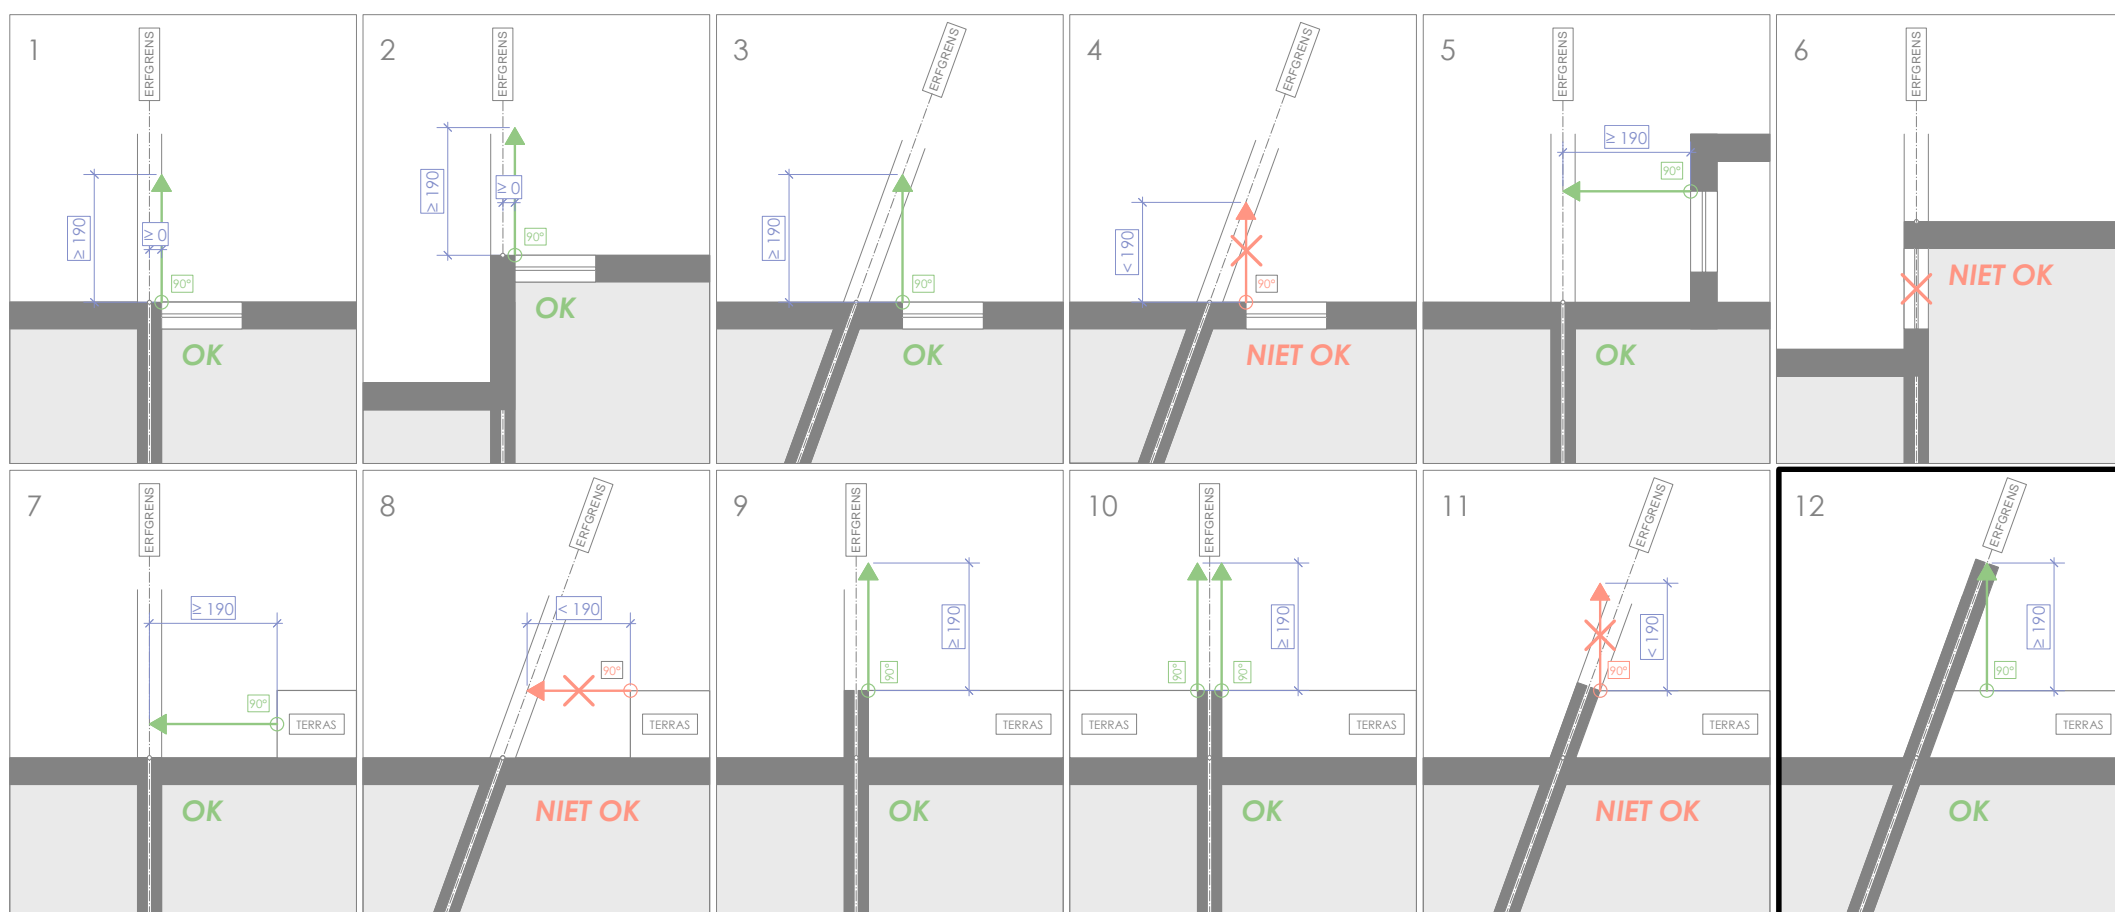 1
ERFGRENS
≥ 190
≥ 0
90°
OK
2
ERFGRENS
≥ 190
≥ 0
90°
OK
3
ERFGRENS
≥ 190
90°
OK
4
ERFGRENS
< 190
90°
NIET OK
5
ERFGRENS
≥ 190
90°
OK
6
ERFGRENS
NIET OK
7
ERFGRENS
≥ 190
90°
TERRAS
OK
8
ERFGRENS
< 190
90°
TERRAS
NIET OK
9
ERFGRENS
≥ 190
90°
TERRAS
OK
10
ERFGRENS
≥ 190
90°
90°
TERRAS
TERRAS
OK
11
ERFGRENS
< 190
90°
TERRAS
NIET OK
12
ERFGRENS
≥ 190
90°
TERRAS
OK